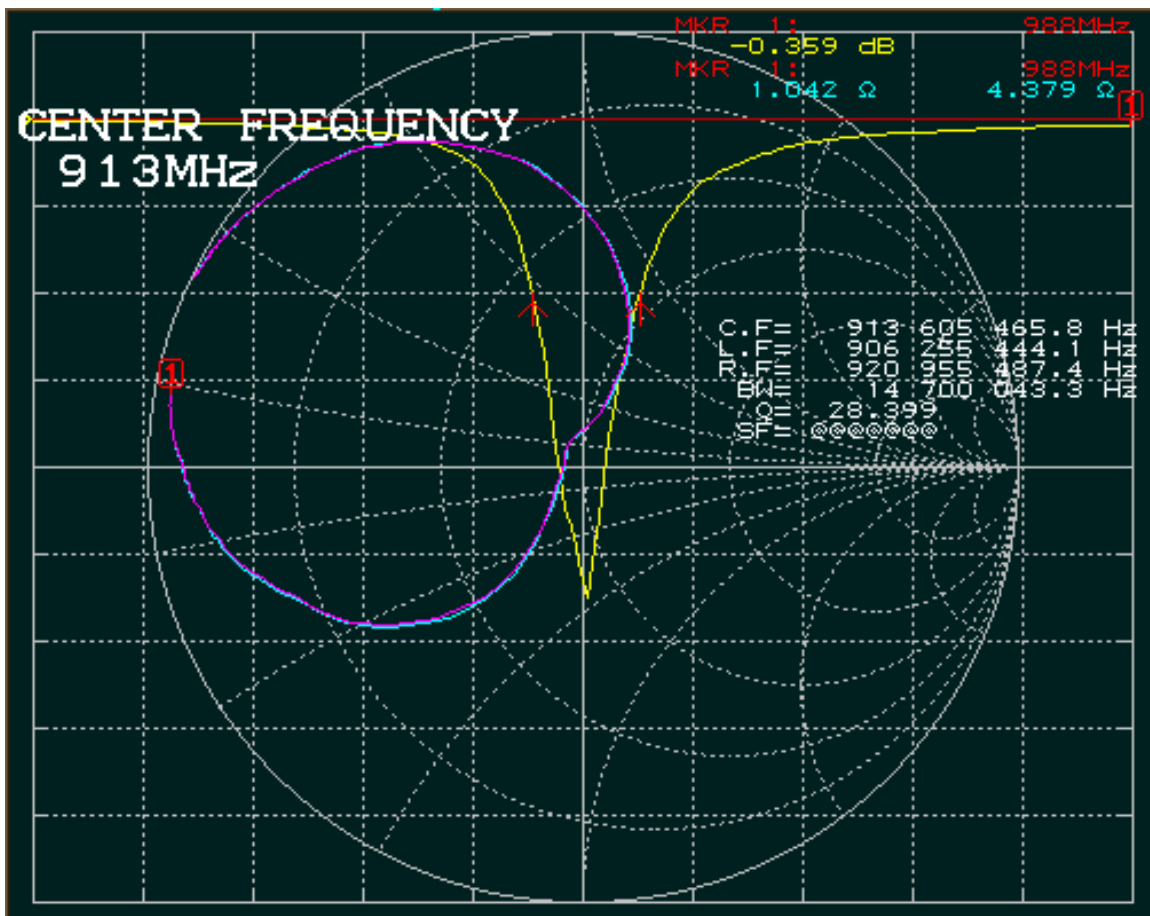 MKR 1: 988MHz
-0.359 dB
MKR 1: 988MHz
1.042 Ω 4.379 Ω
1
CENTER FREQUENCY
913MHz
C.F= 913 605 465.8 Hz
L.F= 906 255 444.1 Hz
R.F= 920 955 487.4 Hz
BW= 14 700 043.3 Hz
Q= 28.399
SF= @@@@@@@
1